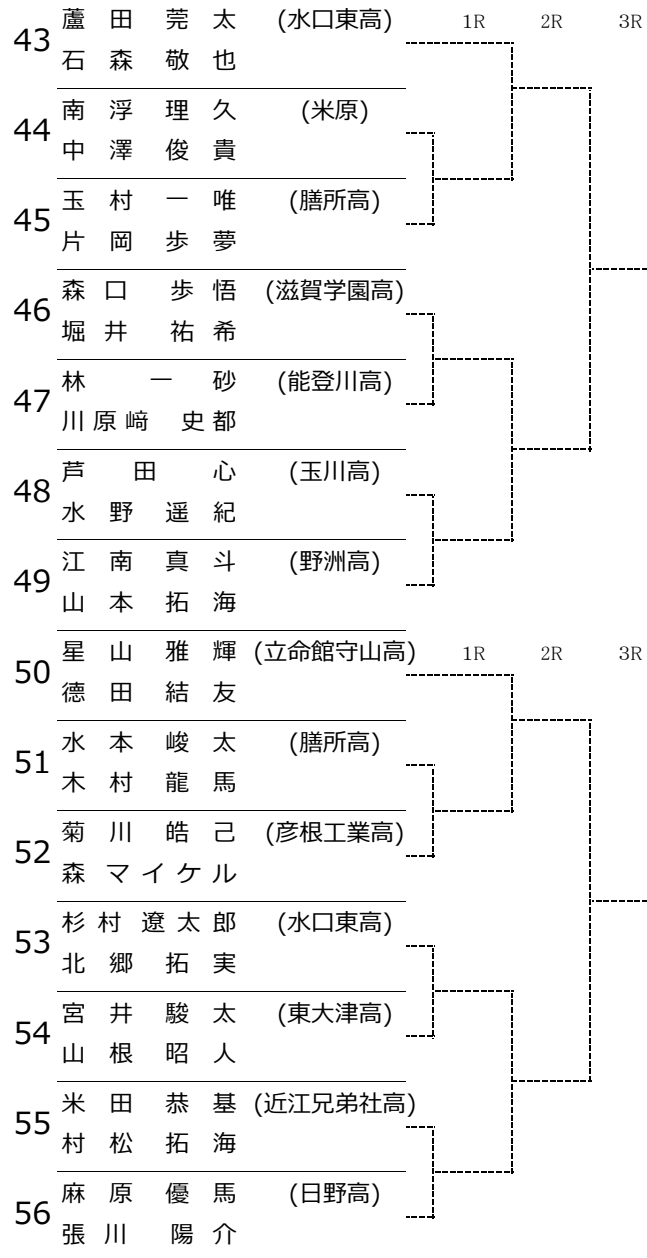 蘆田莞太 (水口東高) 1R 2R 3R
43
石森敬也
南浮理久 (米原)
44
中澤俊貴
玉村一唯 (膳所高)
45
片岡歩夢
森口歩悟 (滋賀学園高)
46
堀井祐希
林一砂 (能登川高)
47
川原﨑史都
芦田心 (玉川高)
48
水野遥紀
江南真斗 (野洲高)
49
山本拓海
星山雅輝 (立命館守山高) 1R 2R 3R
50
德田結友
水本峻太 (膳所高)
51
木村龍馬
菊川皓己 (彦根工業高)
52
森マイケル
杉村遼太郎 (水口東高)
53
北郷拓実
宮井駿太 (東大津高)
54
山根昭人
米田恭基 (近江兄弟社高)
55
村松拓海
麻原優馬 (日野高)
56
張川陽介